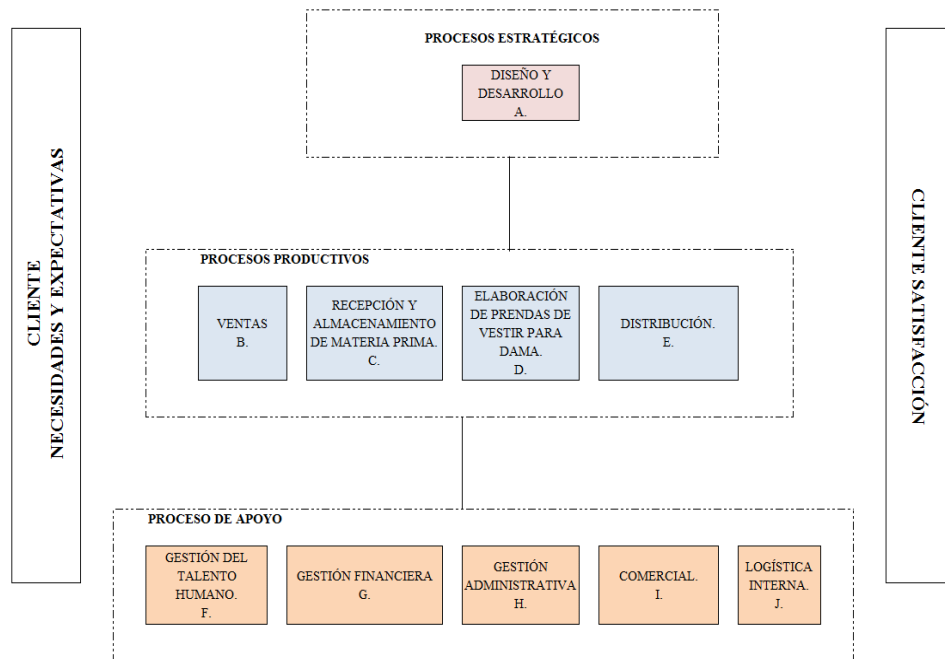 PROCESOS ESTRATÉGICOS
DISEÑO Y
DESARROLLO
A.
CLIENTE
NECESIDADES Y EXPECTATIVAS
CLIENTE SATISFACCIÓN
PROCESOS PRODUCTIVOS
VENTAS
B.
RECEPCIÓN Y
ALMACENAMIENTO
DE MATERIA PRIMA.
C.
ELABORACIÓN
DE PRENDAS DE
VESTIR PARA
DAMA.
D.
DISTRIBUCIÓN.
E.
PROCESO DE APOYO
GESTIÓN DEL
TALENTO
HUMANO.
F.
GESTIÓN FINANCIERA
G.
GESTIÓN
ADMINISTRATIVA
H.
COMERCIAL.
I.
LOGÍSTICA
INTERNA.
J.